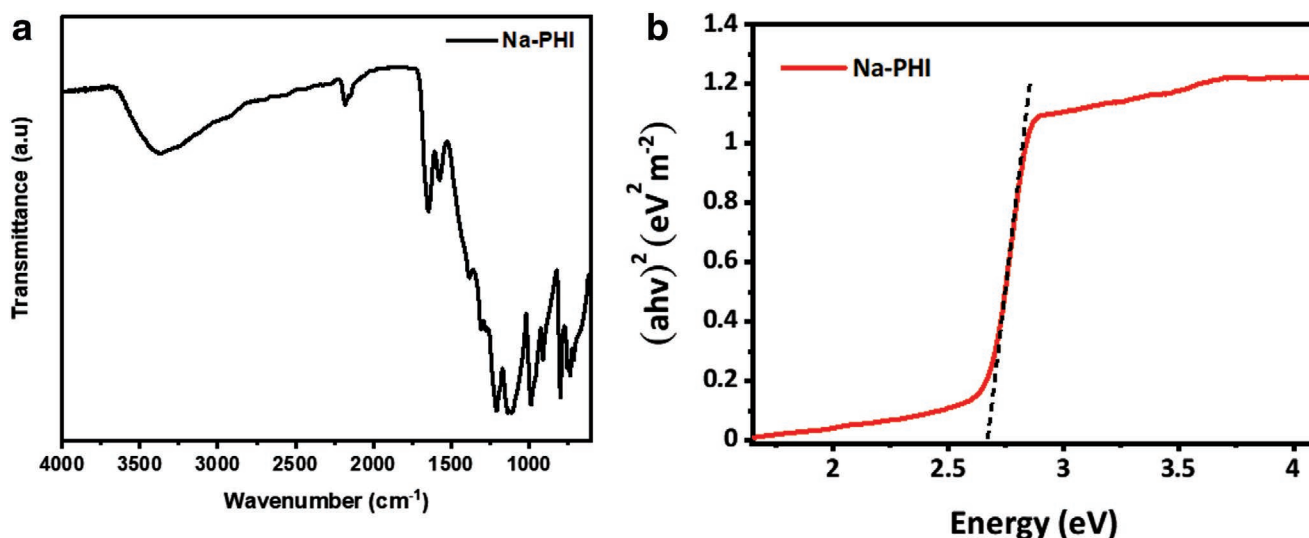 a
Na-PHI
Transmittance (a.u)
4000 3500 3000 2500 2000 1500 1000
Wavenumber (cm-1)
b
Na-PHI
(ahv)2 (eV2 m-2)
1.4
1.2
1
0.8
0.6
0.4
0.2
0
2 2.5 3 3.5 4
Energy (eV)